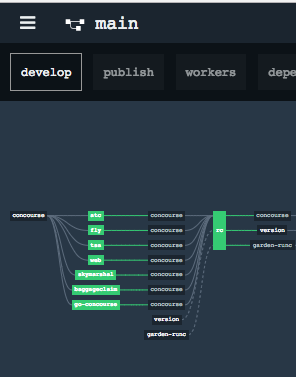 main
develop publish workers depe
concourse atc concourse rc concourse
fly concourse version
tsa concourse garden-runc
web concourse
skymarshal concourse
baggageclaim concourse
go-concourse concourse
version
garden-runc